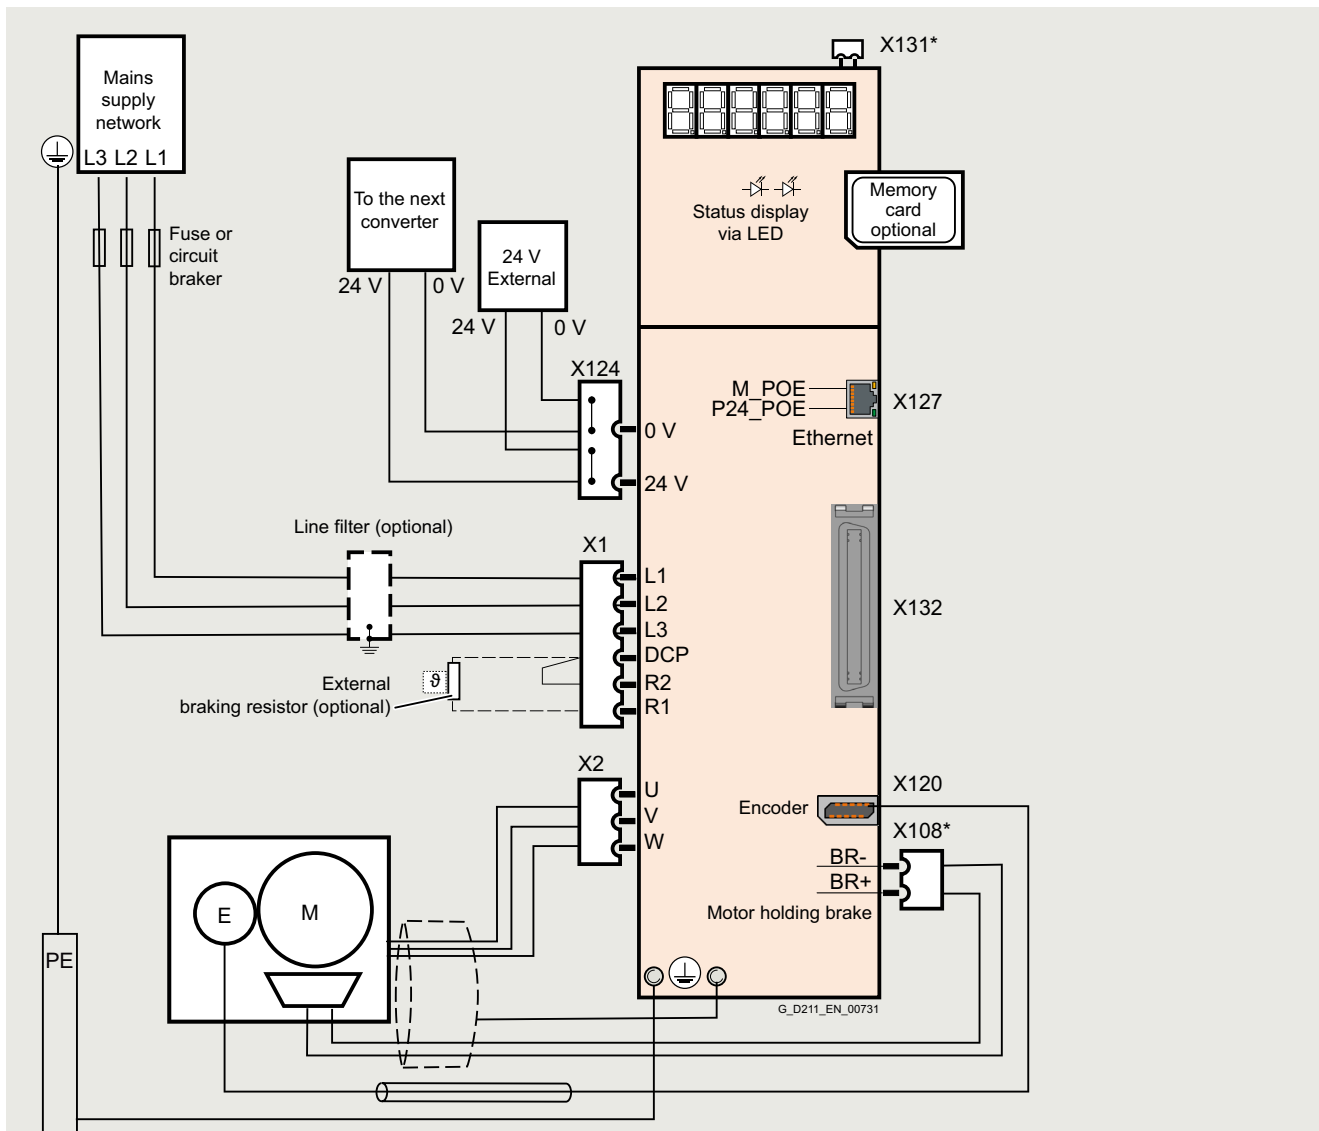 X131*
Mains
supply
network
L3 L2 L1
Fuse or
circuit
braker
To the next
converter
24 V
0 V
24 V
External
24 V
0 V
Status display
via LED
Memory
card
optional
X124
0 V
24 V
M_POE
P24_POE
Ethernet
X127
Line filter (optional)
X1
L1
L2
L3
DCP
R2
R1
ϑ
External
braking resistor (optional)
X132
X2
U
V
W
Encoder
X120
X108*
BR-
BR+
Motor holding brake
E
M
PE
G_D211_EN_00731